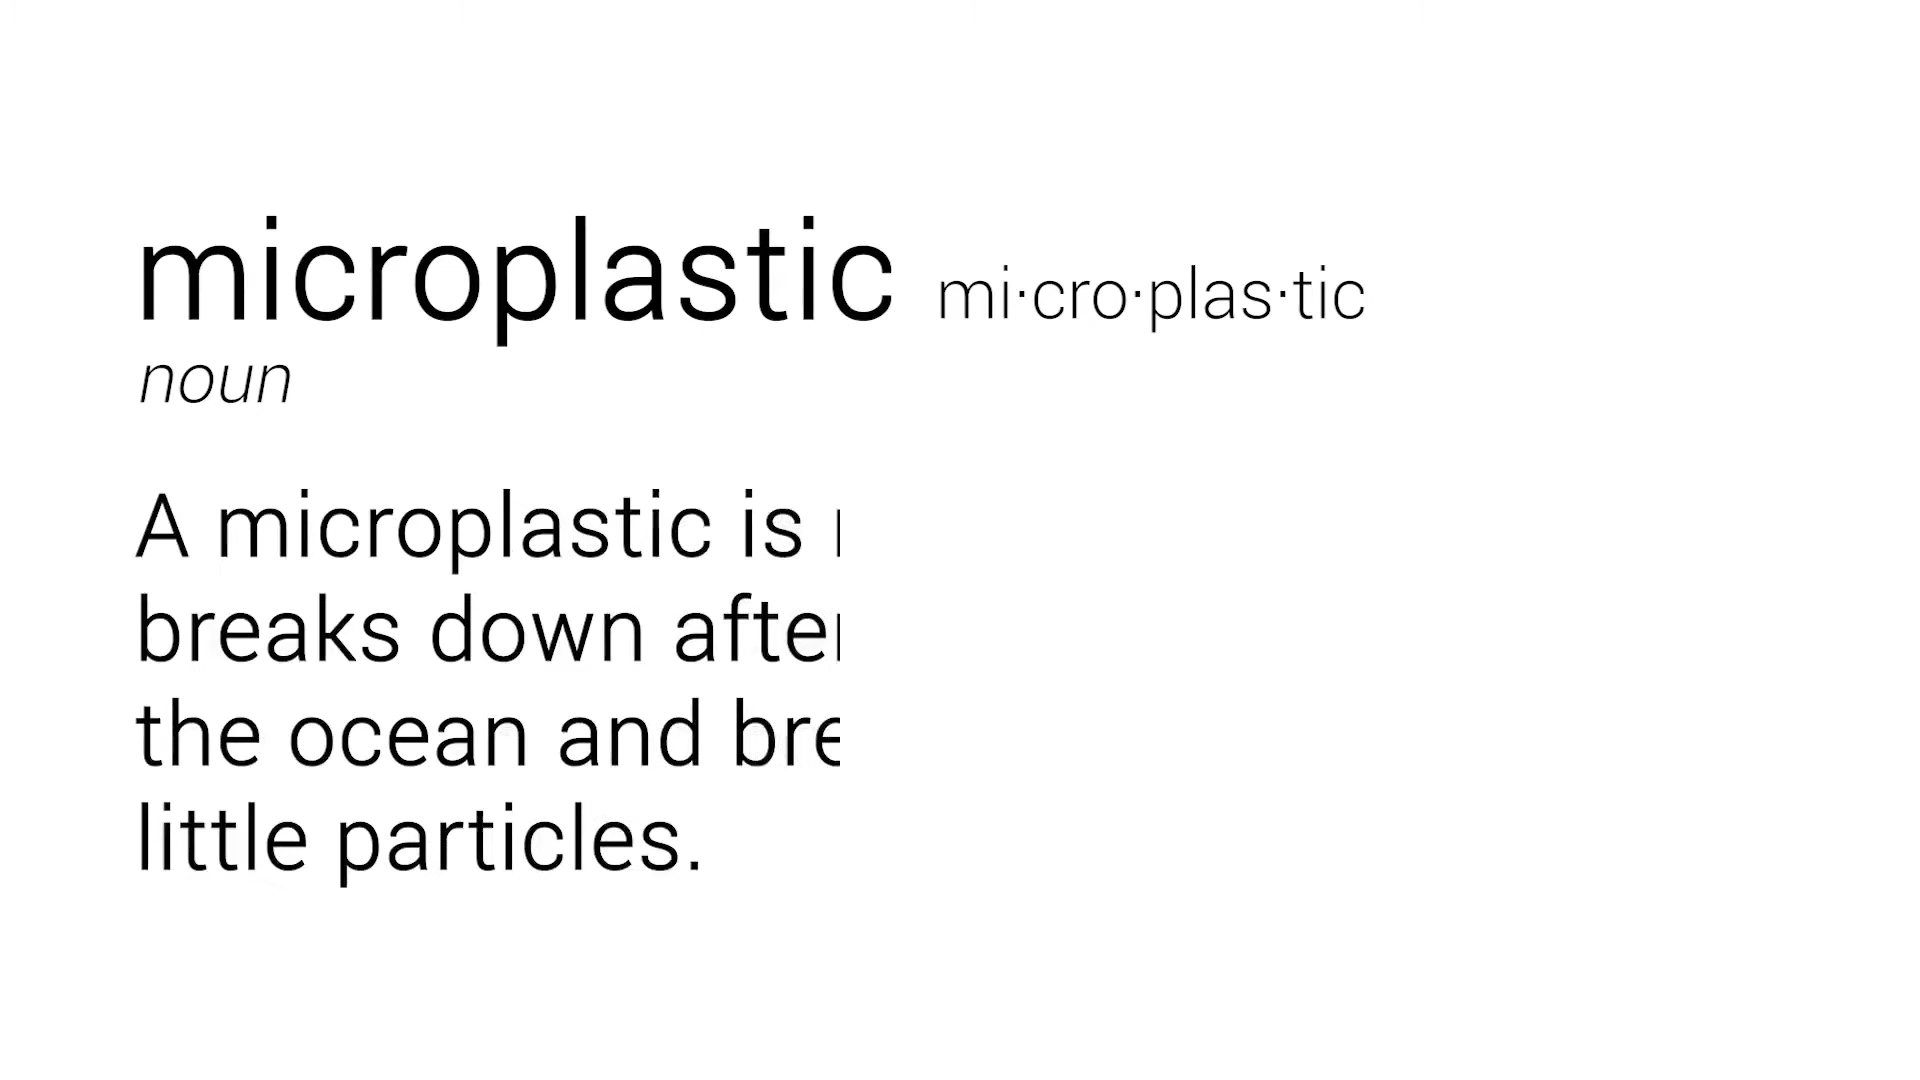 microplastic mi·cro·plas·tic
noun
A microplastic is
breaks down after
the ocean and
little particles.